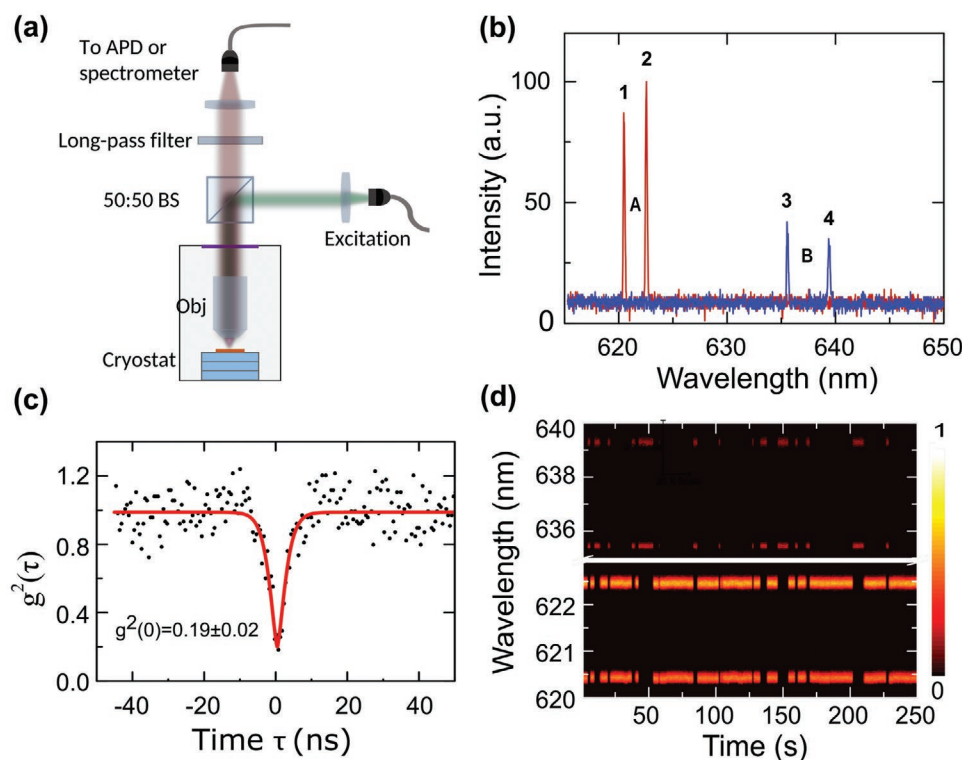 (a)
To APD or
spectrometer
Long-pass filter
50:50 BS
Excitation
Obj
Cryostat
(b)
Intensity (a.u.)
100
50
0
1
2
A
3
4
B
620
630
640
650
Wavelength (nm)
(c)
g²(τ)
1.2
0.8
0.4
0.0
g²(0)=0.19±0.02
-40
-20
0
20
40
Time τ (ns)
(d)
Wavelength (nm)
640
638
636
622
621
620
0
50
100
150
200
250
Time (s)
1
0